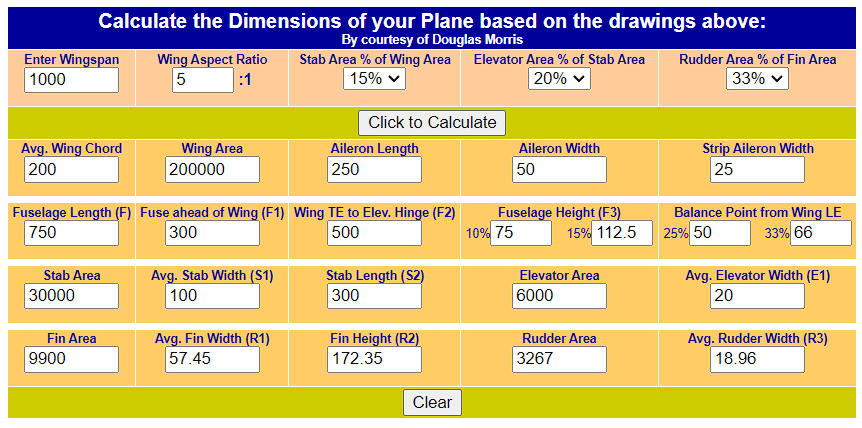 Calculate the Dimensions of your Plane based on the drawings above:
By courtesy of Douglas Morris
Enter Wingspan Wing Aspect Ratio Stab Area % of Wing Area Elevator Area % of Stab Area Rudder Area % of Fin Area
1000 5 :1 15% 20% 33%
Click to Calculate
Avg. Wing Chord Wing Area Aileron Length Aileron Width Strip Aileron Width
200 200000 250 50 25
Fuselage Length (F) Fuse ahead of Wing (F1) Wing TE to Elev. Hinge (F2) Fuselage Height (F3) Balance Point from Wing LE
750 300 500 10% 75 15% 112.5 25% 50 33% 66
Stab Area Avg. Stab Width (S1) Stab Length (S2) Elevator Area Avg. Elevator Width (E1)
30000 100 300 6000 20
Fin Area Avg. Fin Width (R1) Fin Height (R2) Rudder Area Avg. Rudder Width (R3)
9900 57.45 172.35 3267 18.96
Clear